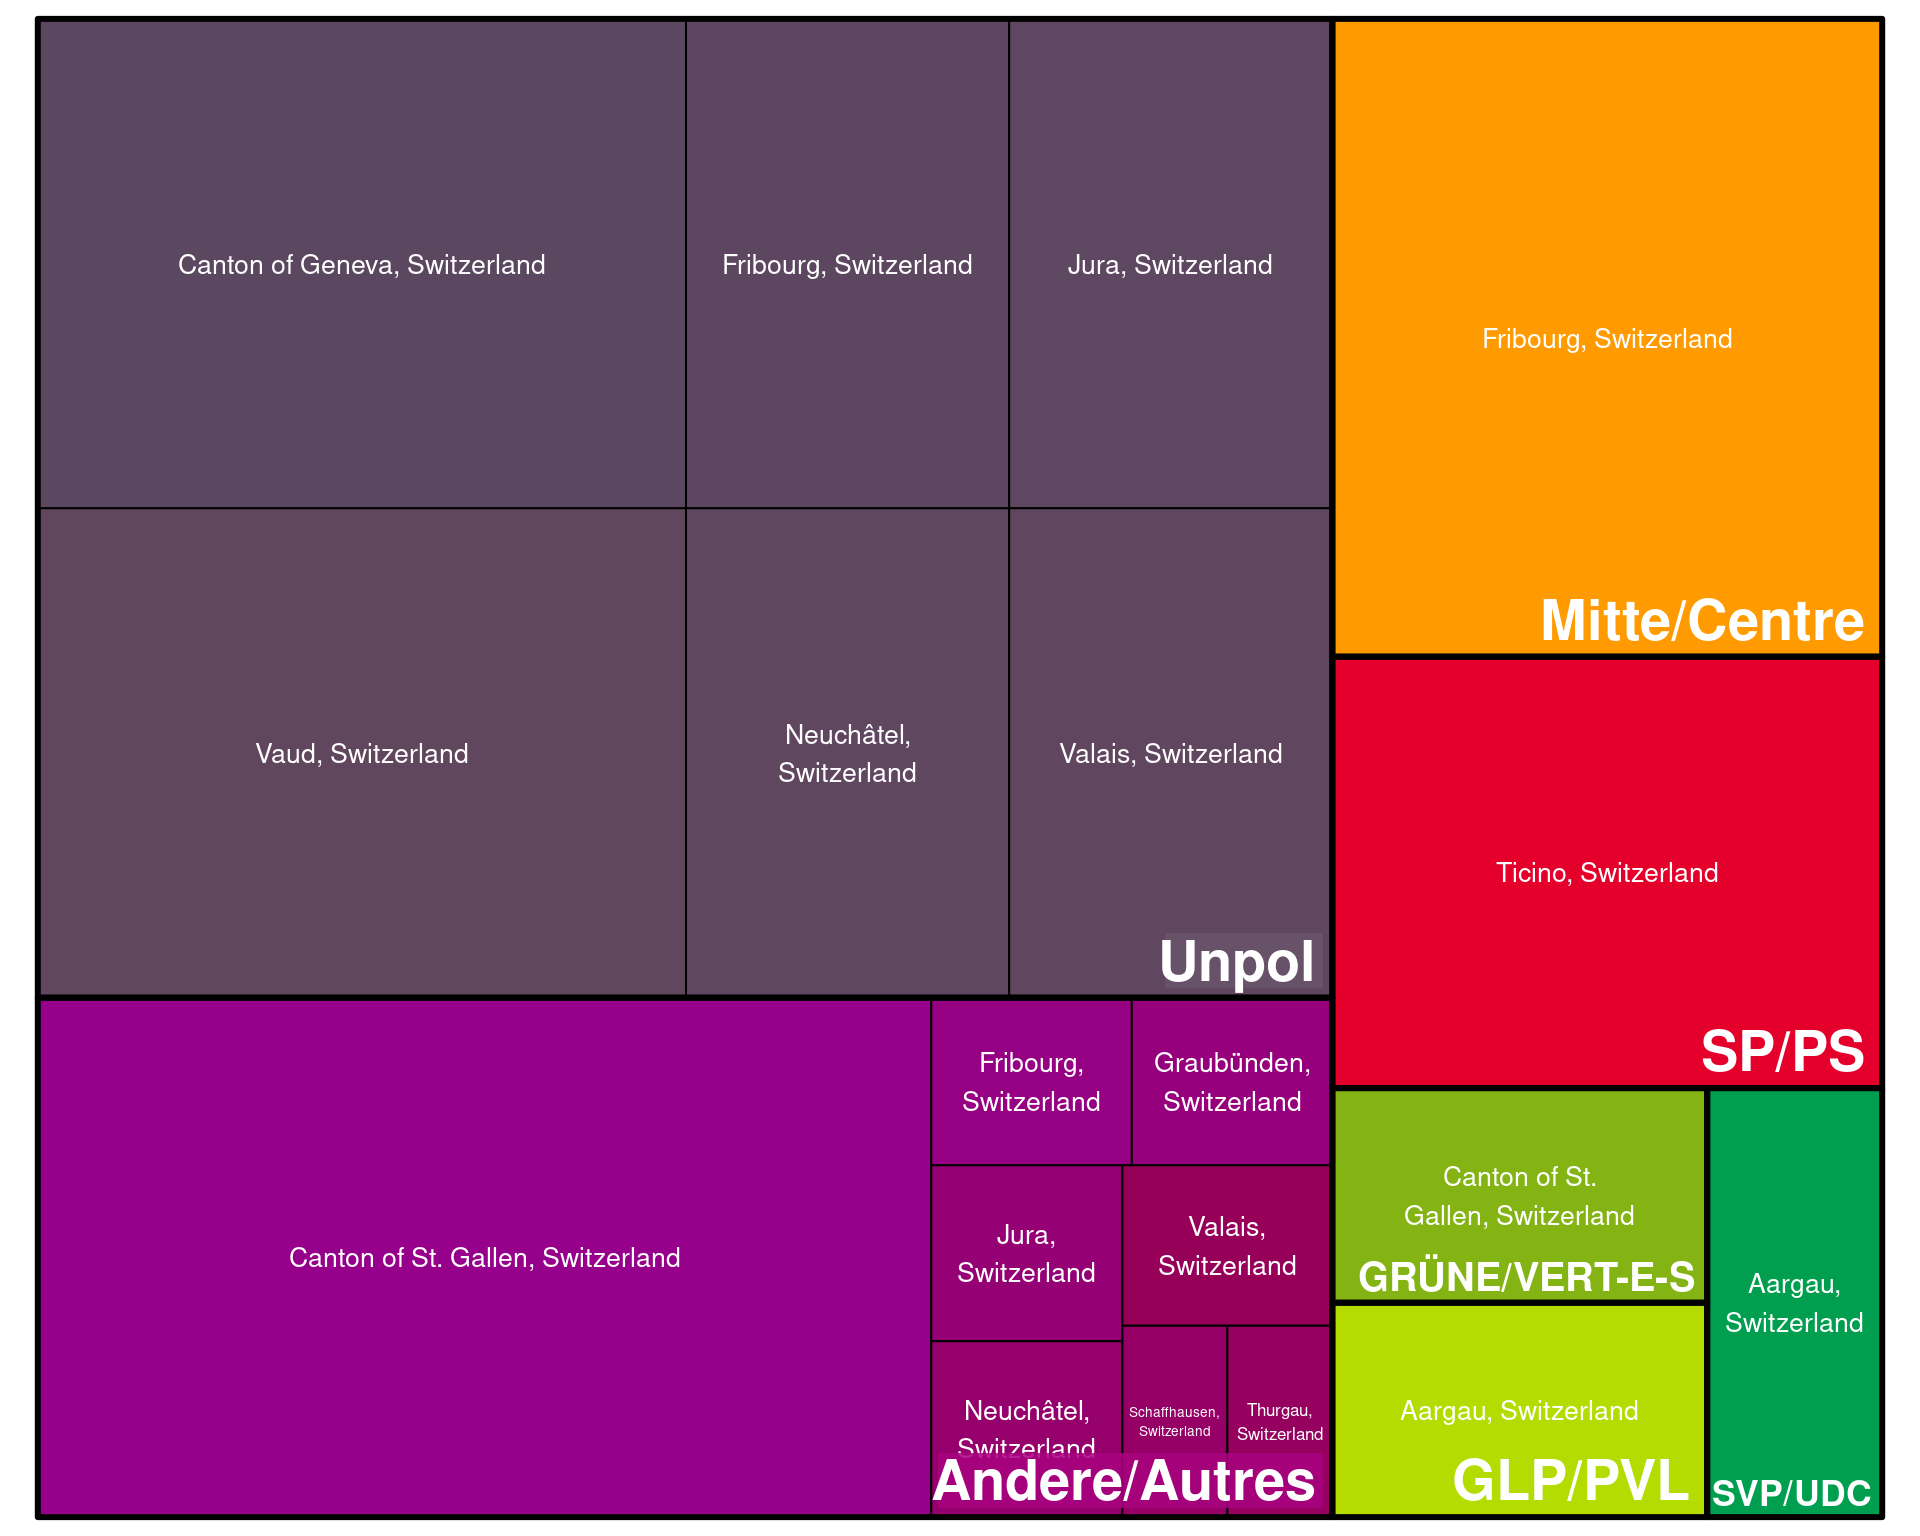 Canton of Geneva, Switzerland
Fribourg, Switzerland
Jura, Switzerland
Vaud, Switzerland
Neuchâtel,
Switzerland
Valais, Switzerland
Unpol
Canton of St. Gallen, Switzerland
Fribourg,
Switzerland
Graubünden,
Switzerland
Jura,
Switzerland
Valais,
Switzerland
Neuchâtel,
Switzerland
Schaffhausen,
Switzerland
Thurgau,
Switzerland
Andere/Autres
Fribourg, Switzerland
Mitte/Centre
Ticino, Switzerland
SP/PS
Canton of St.
Gallen, Switzerland
GRÜNE/VERT-E-S
Aargau, Switzerland
GLP/PVL
Aargau,
Switzerland
SVP/UDC